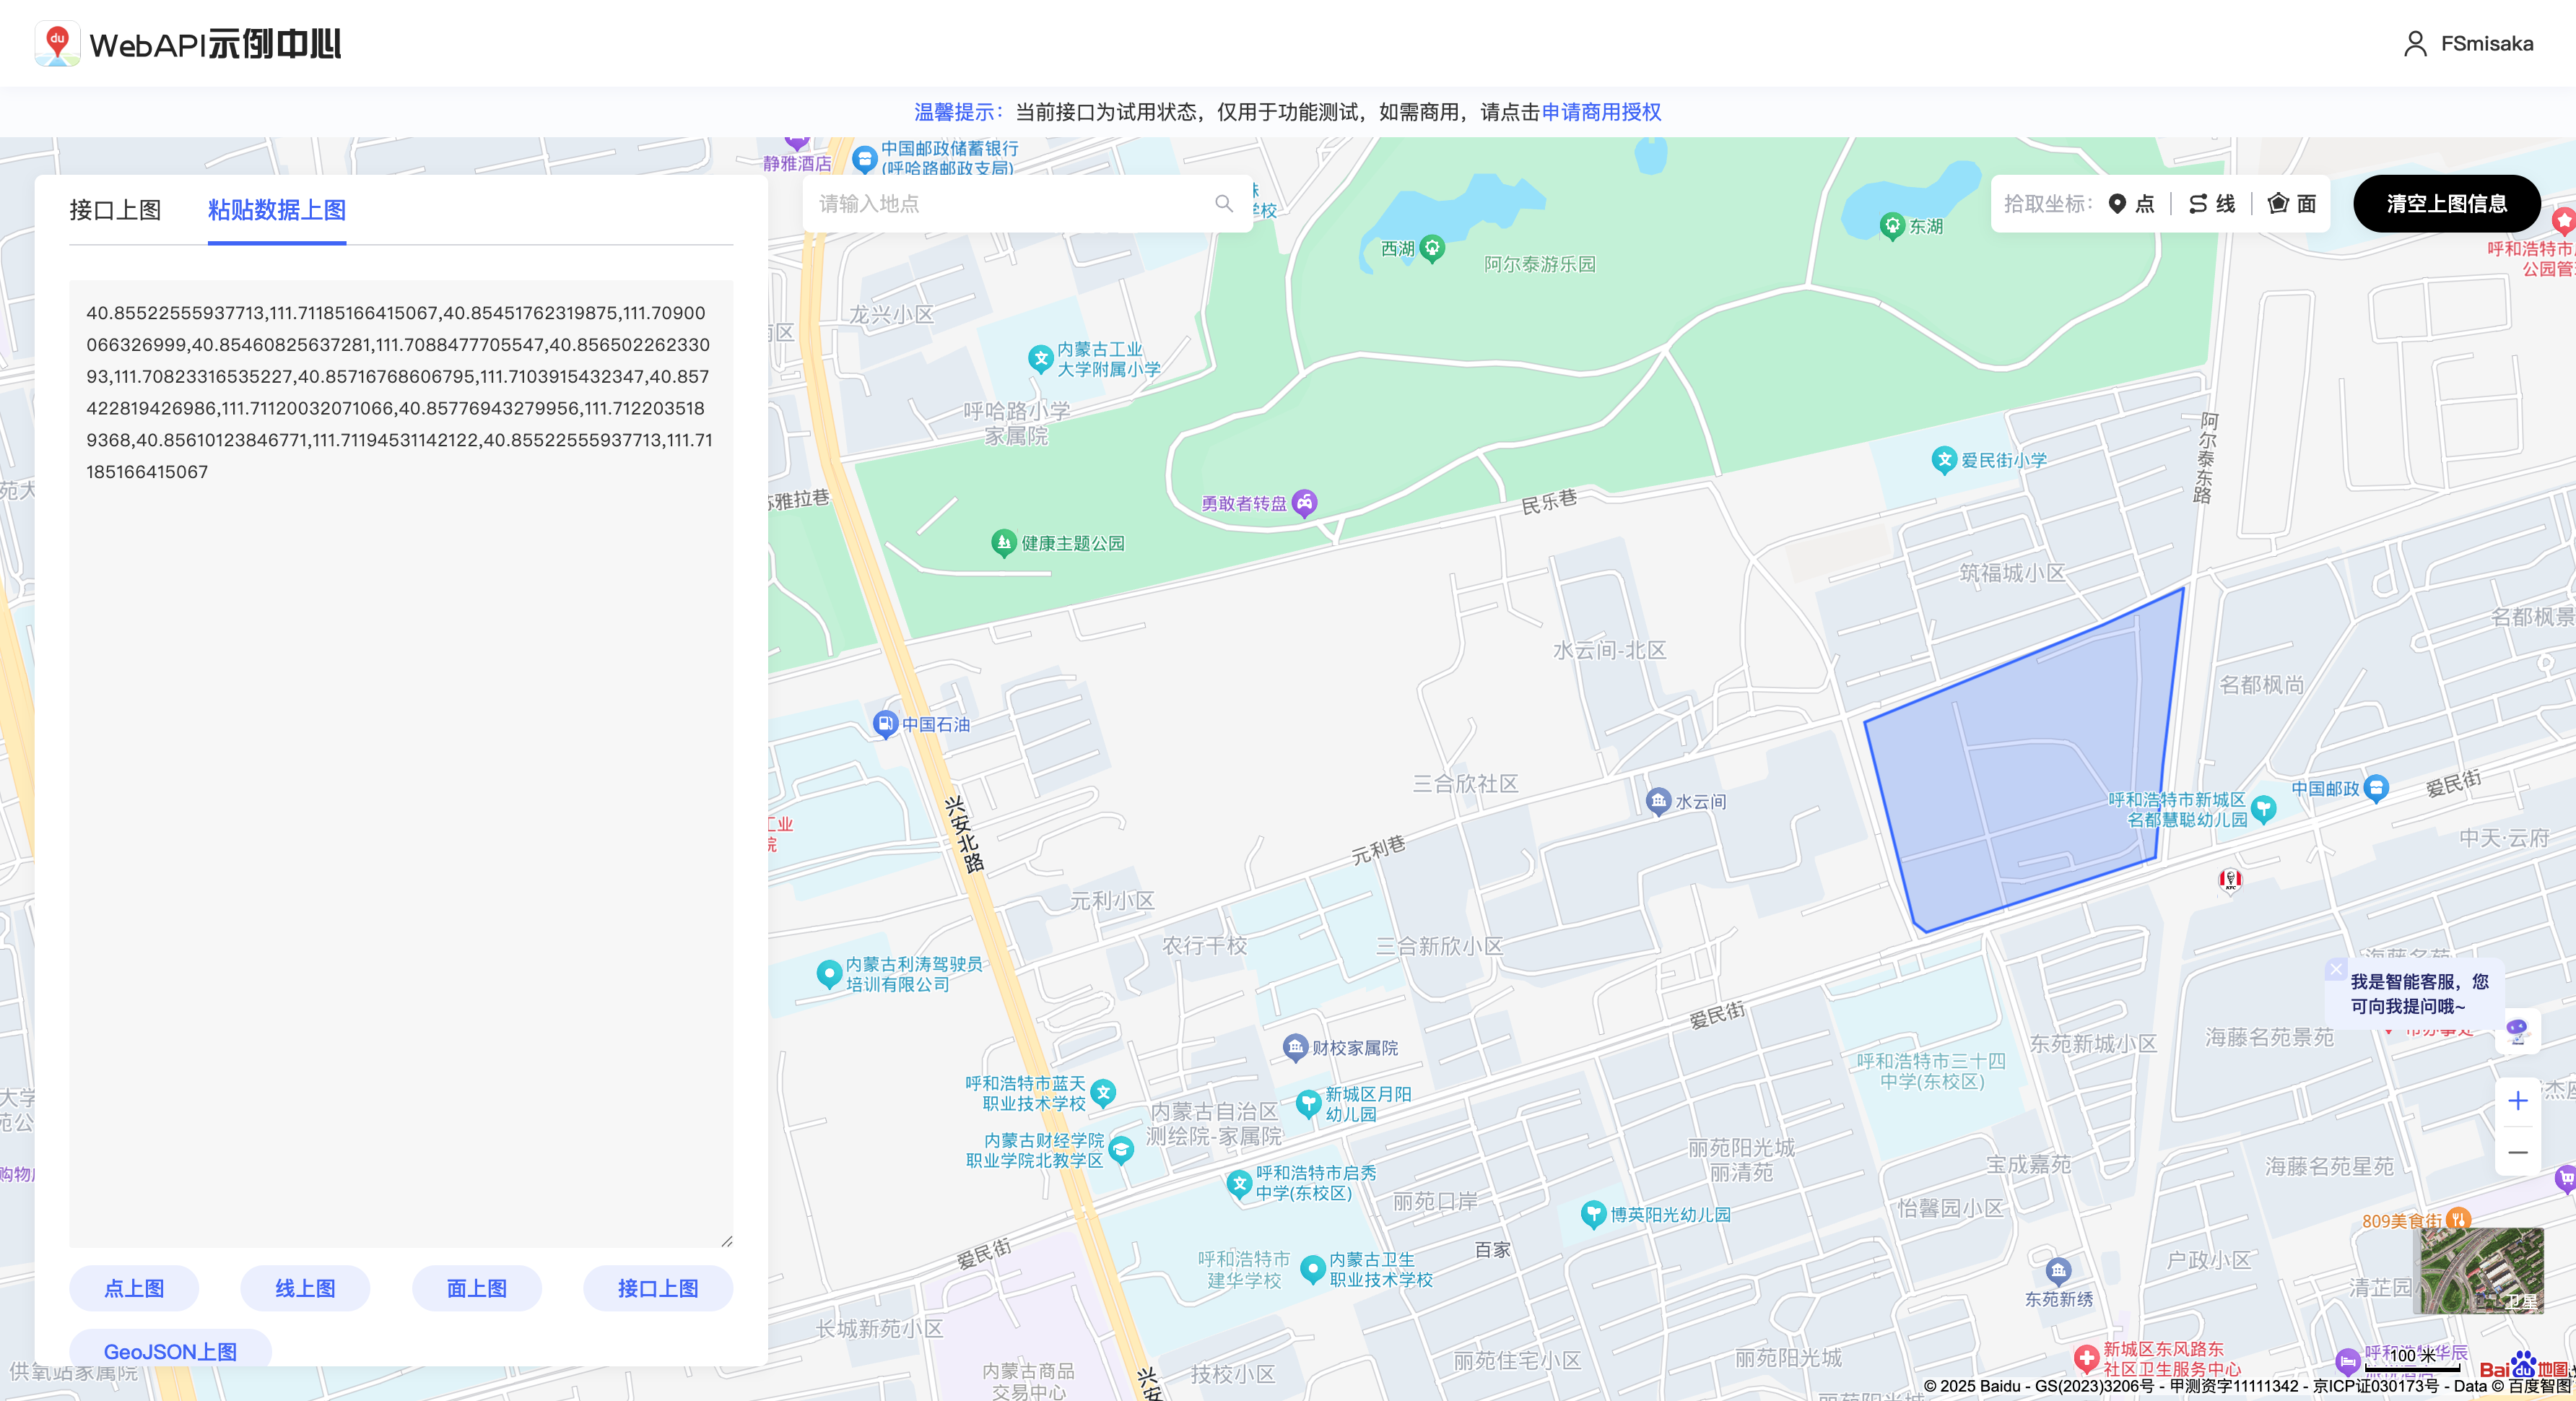 du WebAPI示例中心
FSmisaka
温馨提示：当前接口为试用状态，仅用于功能测试，如需商用，请点击申请商用授权
接口上图
粘贴数据上图
40.85522555937713,111.71185166415067,40.85451762319875,111.70900
066326999,40.85460825637281,111.7088477705547,40.856502262330
93,111.70823316535227,40.85716768606795,111.7103915432347,40.857
422819426986,111.71120032071066,40.85776943279956,111.712203518
9368,40.85610123846771,111.71194531142122,40.85522555937713,111.71
185166415067
点上图
线上图
面上图
接口上图
GeoJSON上图
请输入地点
拾取坐标：
点
线
面
清空上图信息
静雅酒店
中国邮政储蓄银行
(呼哈路邮政支局)
西湖
阿尔泰游乐园
东湖
呼和浩特市
公园管
龙兴小区
内蒙古工业
大学附属小学
呼哈路小学
家属院
阿尔泰东路
爱民街小学
苏雅拉巷
勇敢者转盘
民乐巷
健康主题公园
筑福城小区
名都枫景
水云间-北区
名都枫尚
中国石油
三合欣社区
水云间
呼和浩特市新城区
名都慧聪幼儿园
中国邮政
爱民街
中天·云府
兴安北路
元利巷
KFC
元利小区
农行干校
三合新欣小区
海藤名苑
内蒙古利涛驾驶员
培训有限公司
我是智能客服，您
可向我提问哦~
爱民街
财校家属院
东苑新城小区
海藤名苑景苑
呼和浩特市三十四
中学(东校区)
呼和浩特市蓝天
职业技术学校
内蒙古自治区
测绘院-家属院
新城区月阳
幼儿园
内蒙古财经学院
职业学院北教学区
丽苑阳光城
丽清苑
宝成嘉苑
海藤名苑星苑
呼和浩特市启秀
中学(东校区)
丽苑口岸
博英阳光幼儿园
怡馨园小区
809美食街
爱民街
百家
呼和浩特市
建华学校
内蒙古卫生
职业技术学校
户政小区
清芷园
卫星
东苑新绣
长城新苑小区
内蒙古商品
交易中心
兴安
技校小区
丽苑住宅小区
丽苑阳光城
新城区东风路东
社区卫生服务中心
100 米
供氧站家属院
Bai du 地图
© 2025 Baidu - GS(2023)3206号 - 甲测资字11111342 - 京ICP证030173号 - Data © 百度智图